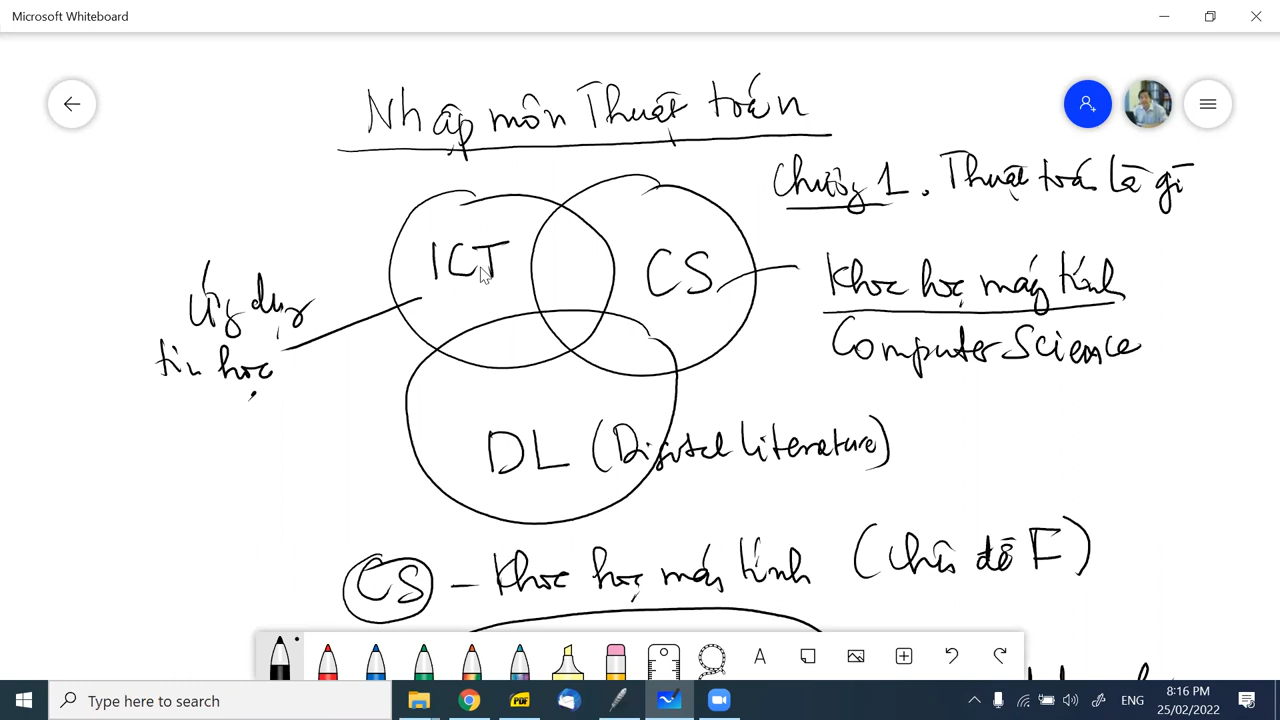 Microsoft Whiteboard
Nhập môn Thuật toán
Chương 1. Thuật toán là gì
ICT
CS
Khoa học máy tính
Computer Science
Ứng dụng
tin học
DL (Digital literature)
CS - Khoa học máy tính (Chủ đề F)
A
Type here to search
PDF
ENG
8:16 PM
25/02/2022